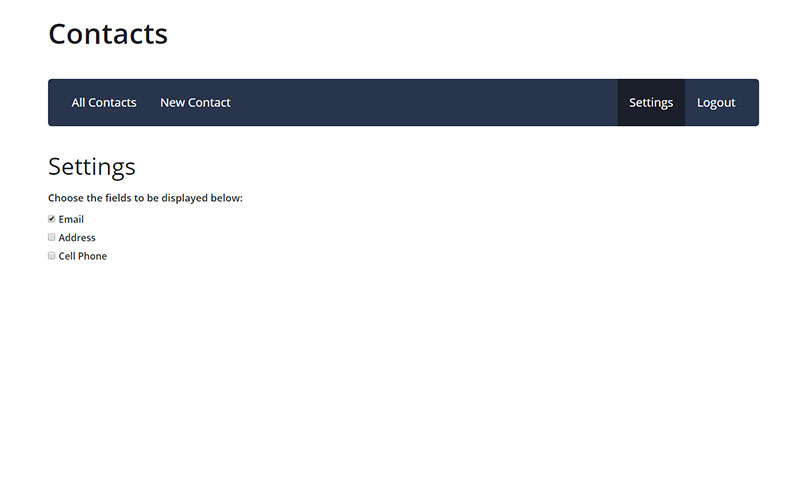 Contacts
All Contacts New Contact Settings Logout
Settings
Choose the fields to be displayed below:
Email
Address
Cell Phone